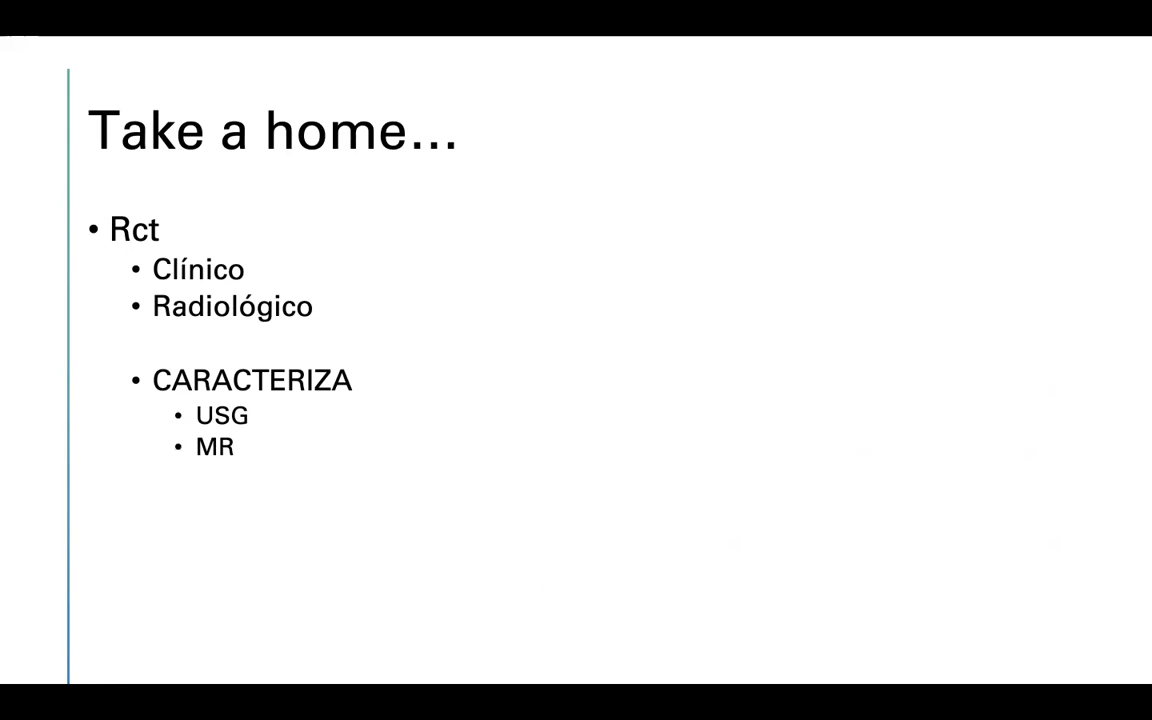 Take a home...
• Rct
• Clínico
• Radiológico
• CARACTERIZA
• USG
• MR